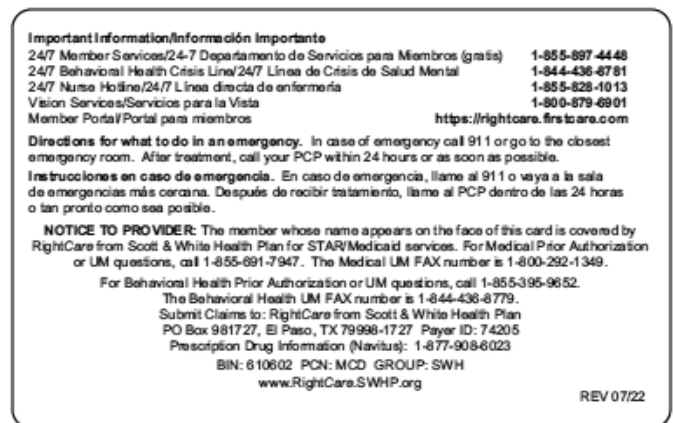 Important Information/Información Importante
24/7 Member Services/24-7 Departamento de Servicios para Miembros (gratis) 1-855-897-4448
24/7 Behavioral Health Crisis Line/24/7 Línea de Crisis de Salud Mental 1-844-436-8781
24/7 Nurse Hotline/24/7 Línea directa de enfermería 1-855-828-1013
Vision Services/Servicios para la Vista 1-800-879-6901
Member Portal/Portal para miembros https://rightcare.firstcare.com
Directions for what to do in an emergency. In case of emergency call 911 or go to the closest
emergency room. After treatment, call your PCP within 24 hours or as soon as possible.
Instrucciones en caso de emergencia. En caso de emergencia, llame al 911 o vaya a la sala
de emergencias más cercana. Después de recibir tratamiento, llame al PCP dentro de las 24 horas
o tan pronto como sea posible.
NOTICE TO PROVIDER: The member whose name appears on the face of this card is covered by
RightCare from Scott & White Health Plan for STAR/Medicaid services. For Medical Prior Authorization
or UM questions, call 1-855-691-7947. The Medical UM FAX number is 1-800-292-1349.
For Behavioral Health Prior Authorization or UM questions, call 1-855-395-9652.
The Behavioral Health UM FAX number is 1-844-436-8779.
Submit Claims to: RightCare from Scott & White Health Plan
PO Box 981727, El Paso, TX 79998-1727 Payer ID: 74205
Prescription Drug Information (Navitus): 1-877-908-6023
BIN: 610602 PCN: MCD GROUP: SWH
www.RightCare.SWHP.org
REV 07/22